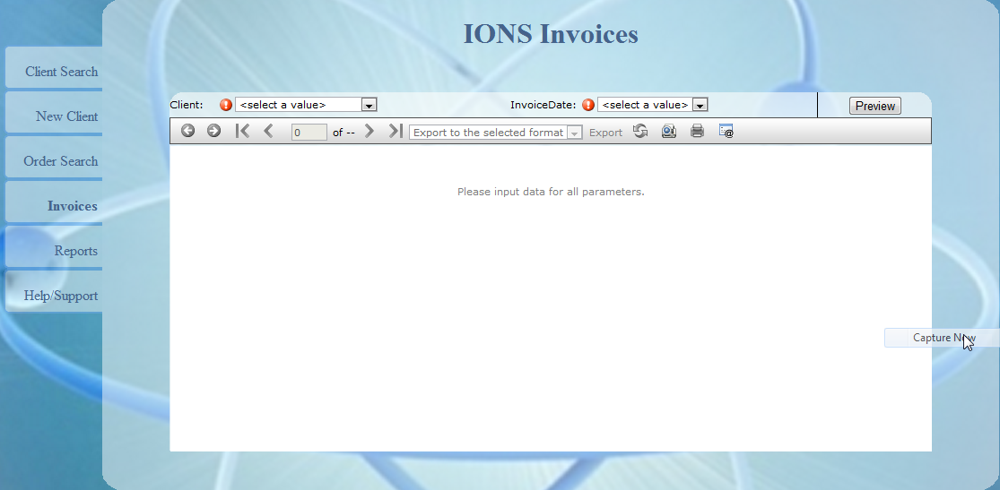 IONS Invoices
Client Search
New Client
Order Search
Invoices
Reports
Help/Support
Client: <select a value> InvoiceDate: <select a value> Preview
0 of -- Export to the selected format Export
Please input data for all parameters.
Capture Now